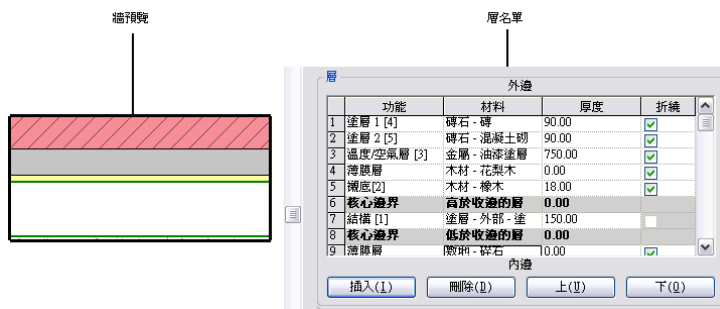 牆預覽
層名單
層
外邊
功能 材料 厚度 折繞
1 塗層 1 [4] 磚石 - 磚 90.00
2 塗層 2 [5] 磚石 - 混凝土砌 90.00
3 溫度/空氣層 [3] 金屬 - 油漆塗層 750.00
4 薄膜層 木材 - 花梨木 0.00
5 襯底[2] 木材 - 橡木 18.00
6 核心邊界 高於收邊的層 0.00
7 結構 [1] 塗層 - 外部 - 塗 150.00
8 核心邊界 低於收邊的層 0.00
9 薄膜層 敷地 - 碎石 0.00
內邊
插入(I) 刪除(D) 上(U) 下(O)